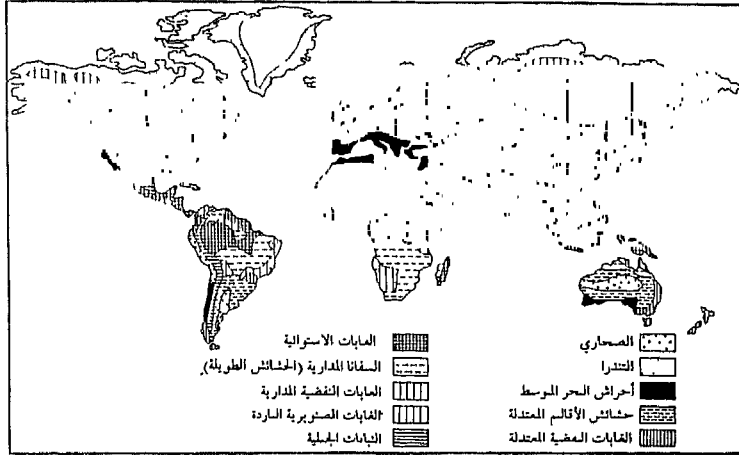 الصحاري
التندرا
أحراش البحر الموسط
حشائش الأقاليم المعتدلة
الغابات النفضية المعتدلة
الغابات الاستوائية
السفانا المدارية (الحشائش الطويلة)
الغابات النفضية المدارية
الغابات الصنوبرية الباردة
النباتات الجبلية